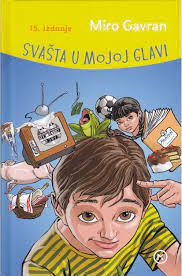 15. izdanje
Miro Gavran
SVAŠTA U MOJOJ GLAVI